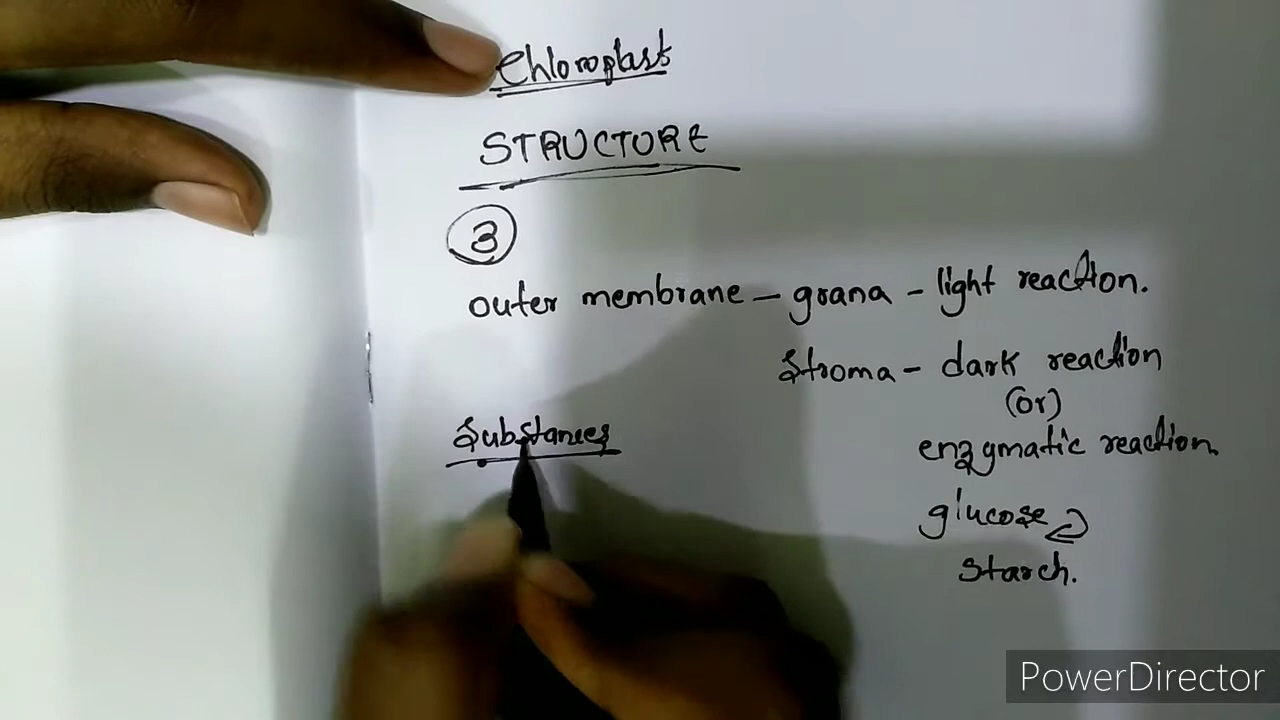 Chloroplast
STRUCTURE
3
outer membrane - grana - light reaction.
Stroma - dark reaction
(or)
enzymatic reaction
glucose
starch.
Substances
PowerDirector